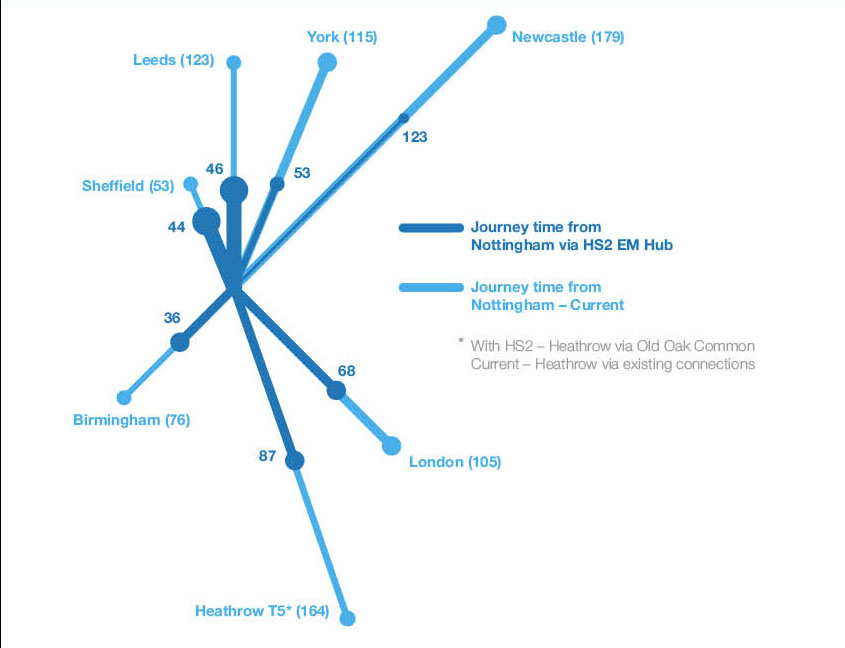 York (115)
Newcastle (179)
Leeds (123)
123
46
53
Sheffield (53)
44
Journey time from
Nottingham via HS2 EM Hub
Journey time from
Nottingham – Current
36
* With HS2 – Heathrow via Old Oak Common
Current – Heathrow via existing connections
68
Birmingham (76)
87
London (105)
Heathrow T5* (164)